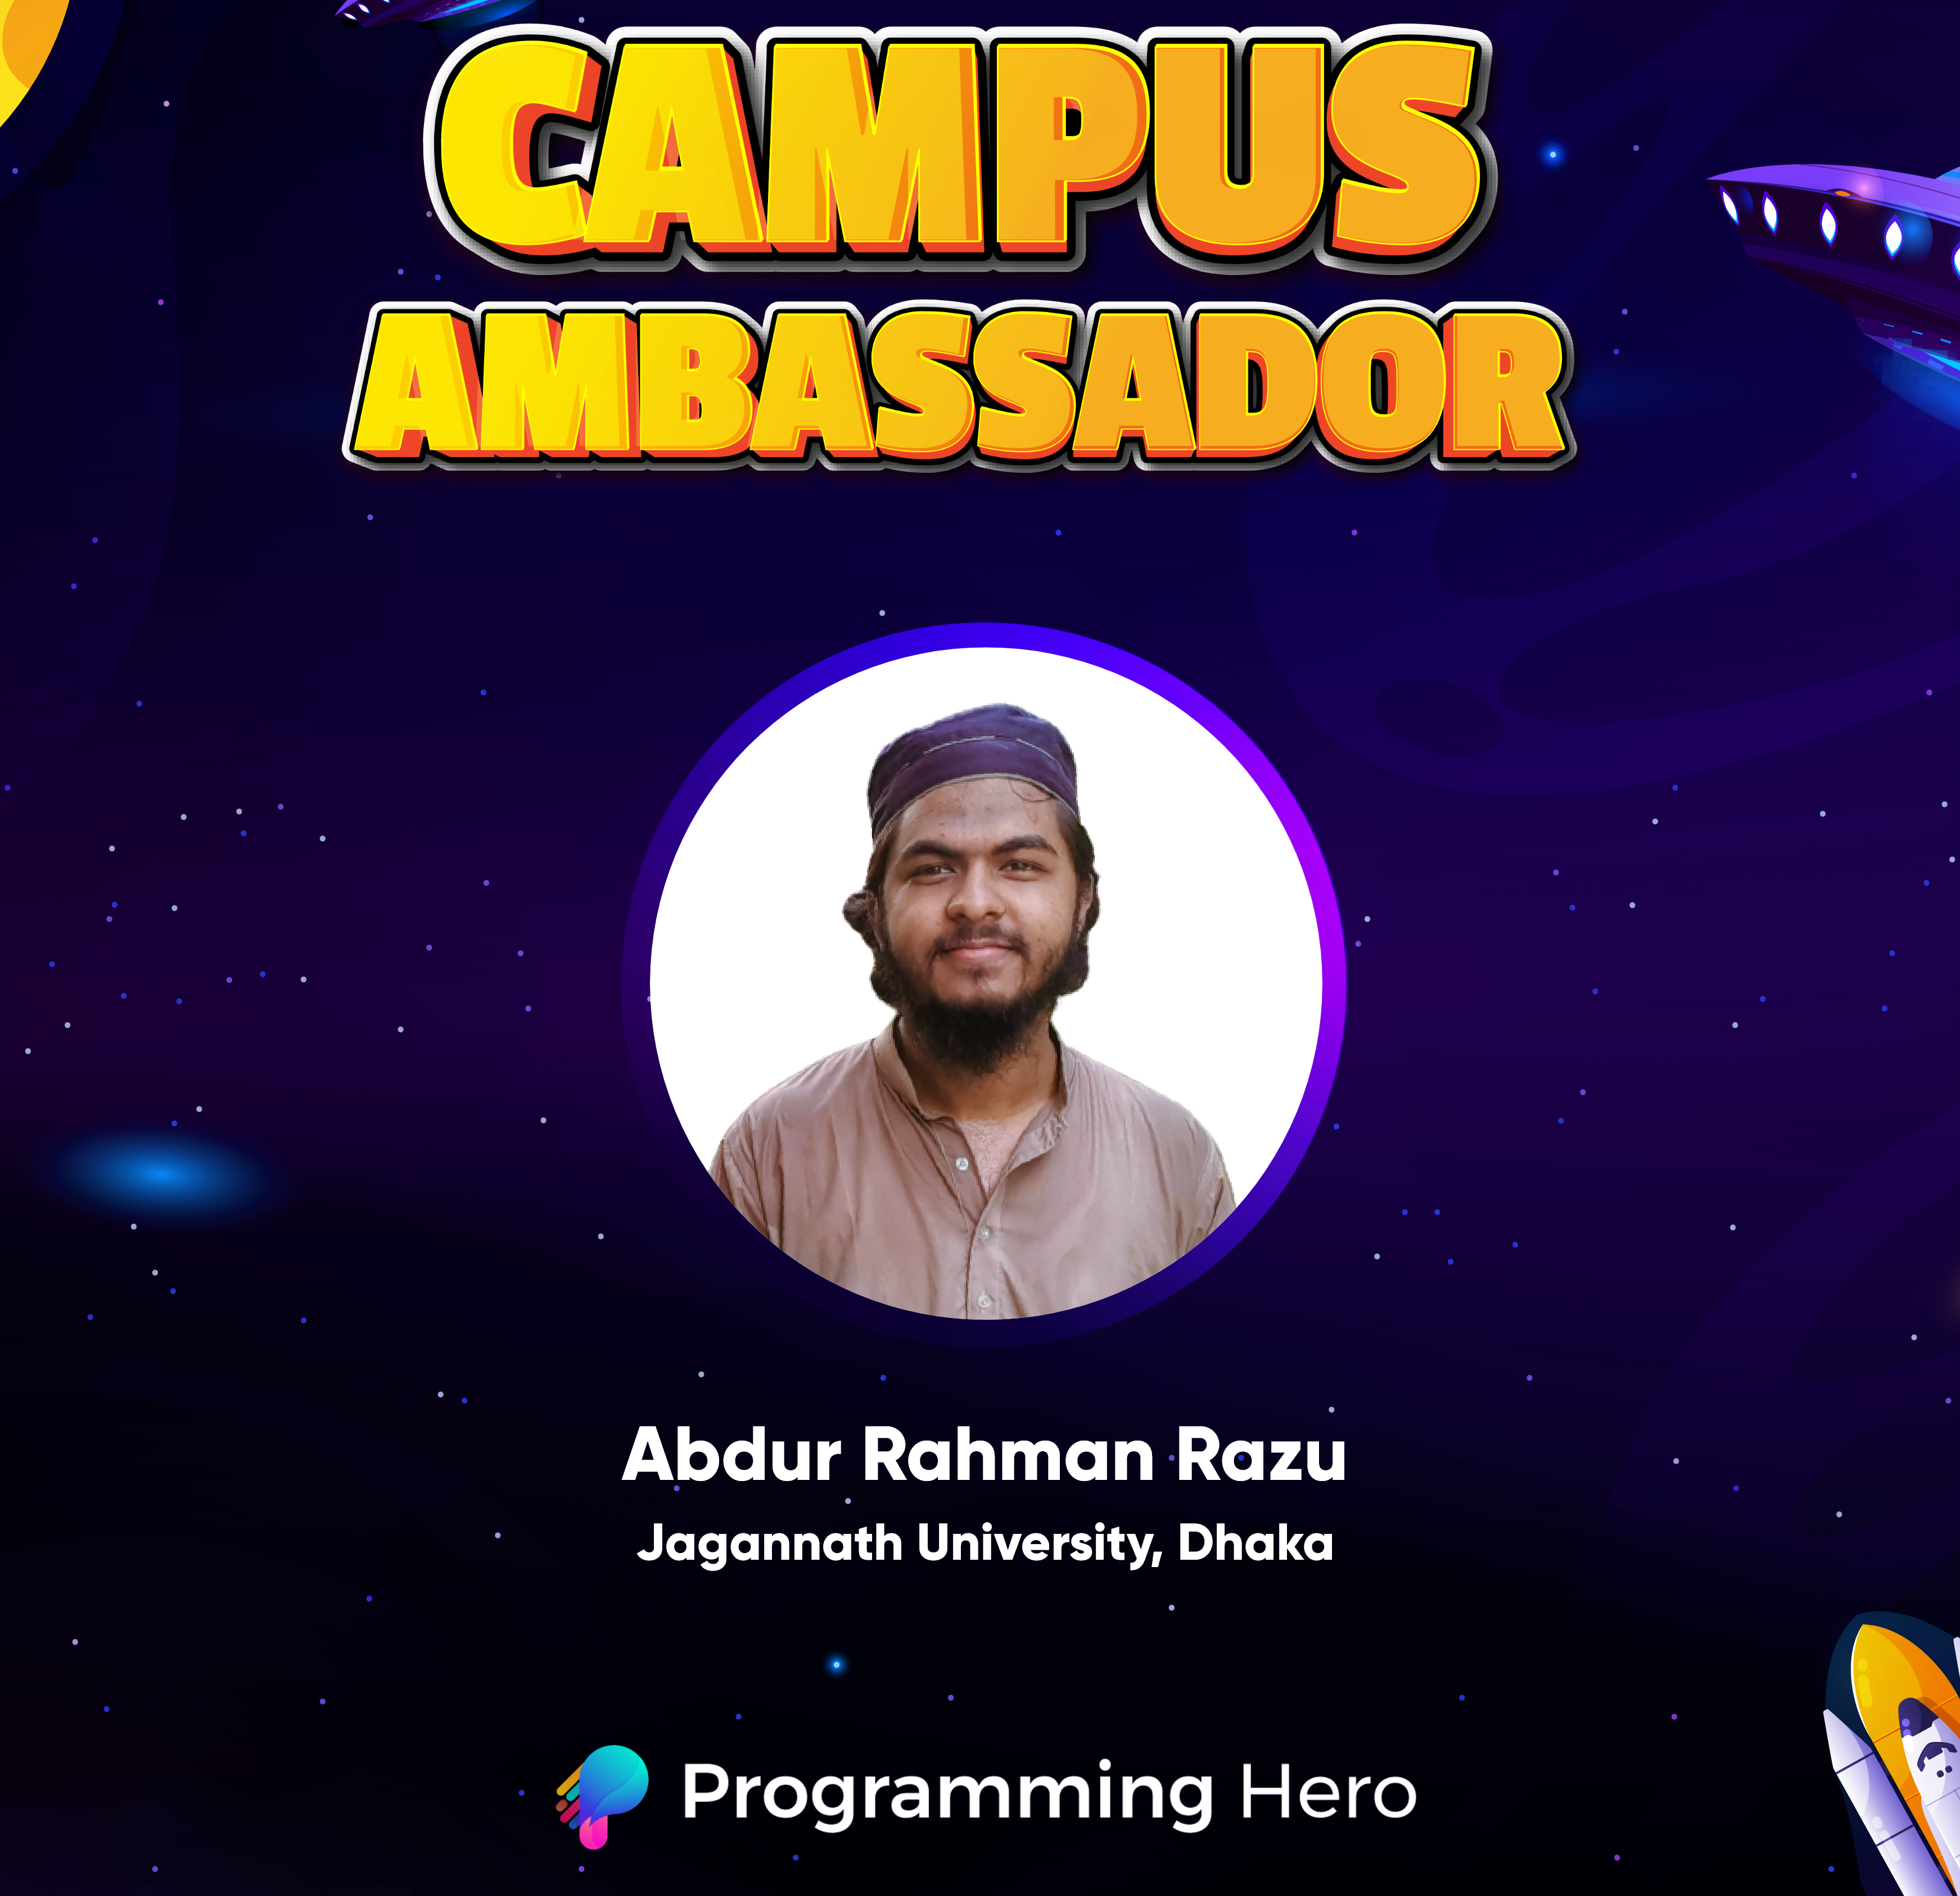 CAMPUS
AMBASSADOR
Abdur Rahman Razu
Jagannath University, Dhaka
Programming Hero